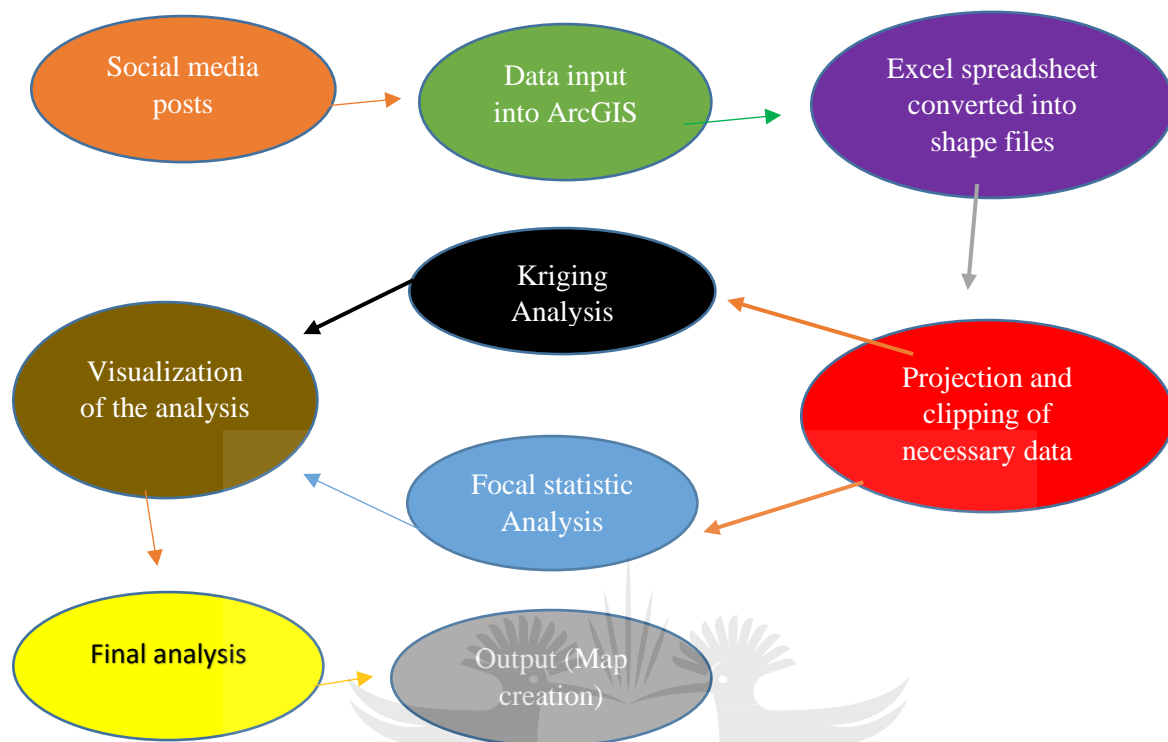 Social media
posts
Data input
into ArcGIS
Excel spreadsheet
converted into
shape files
Kriging
Analysis
Visualization
of the analysis
Projection and
clipping of
necessary data
Focal statistic
Analysis
Final analysis
Output (Map
creation)